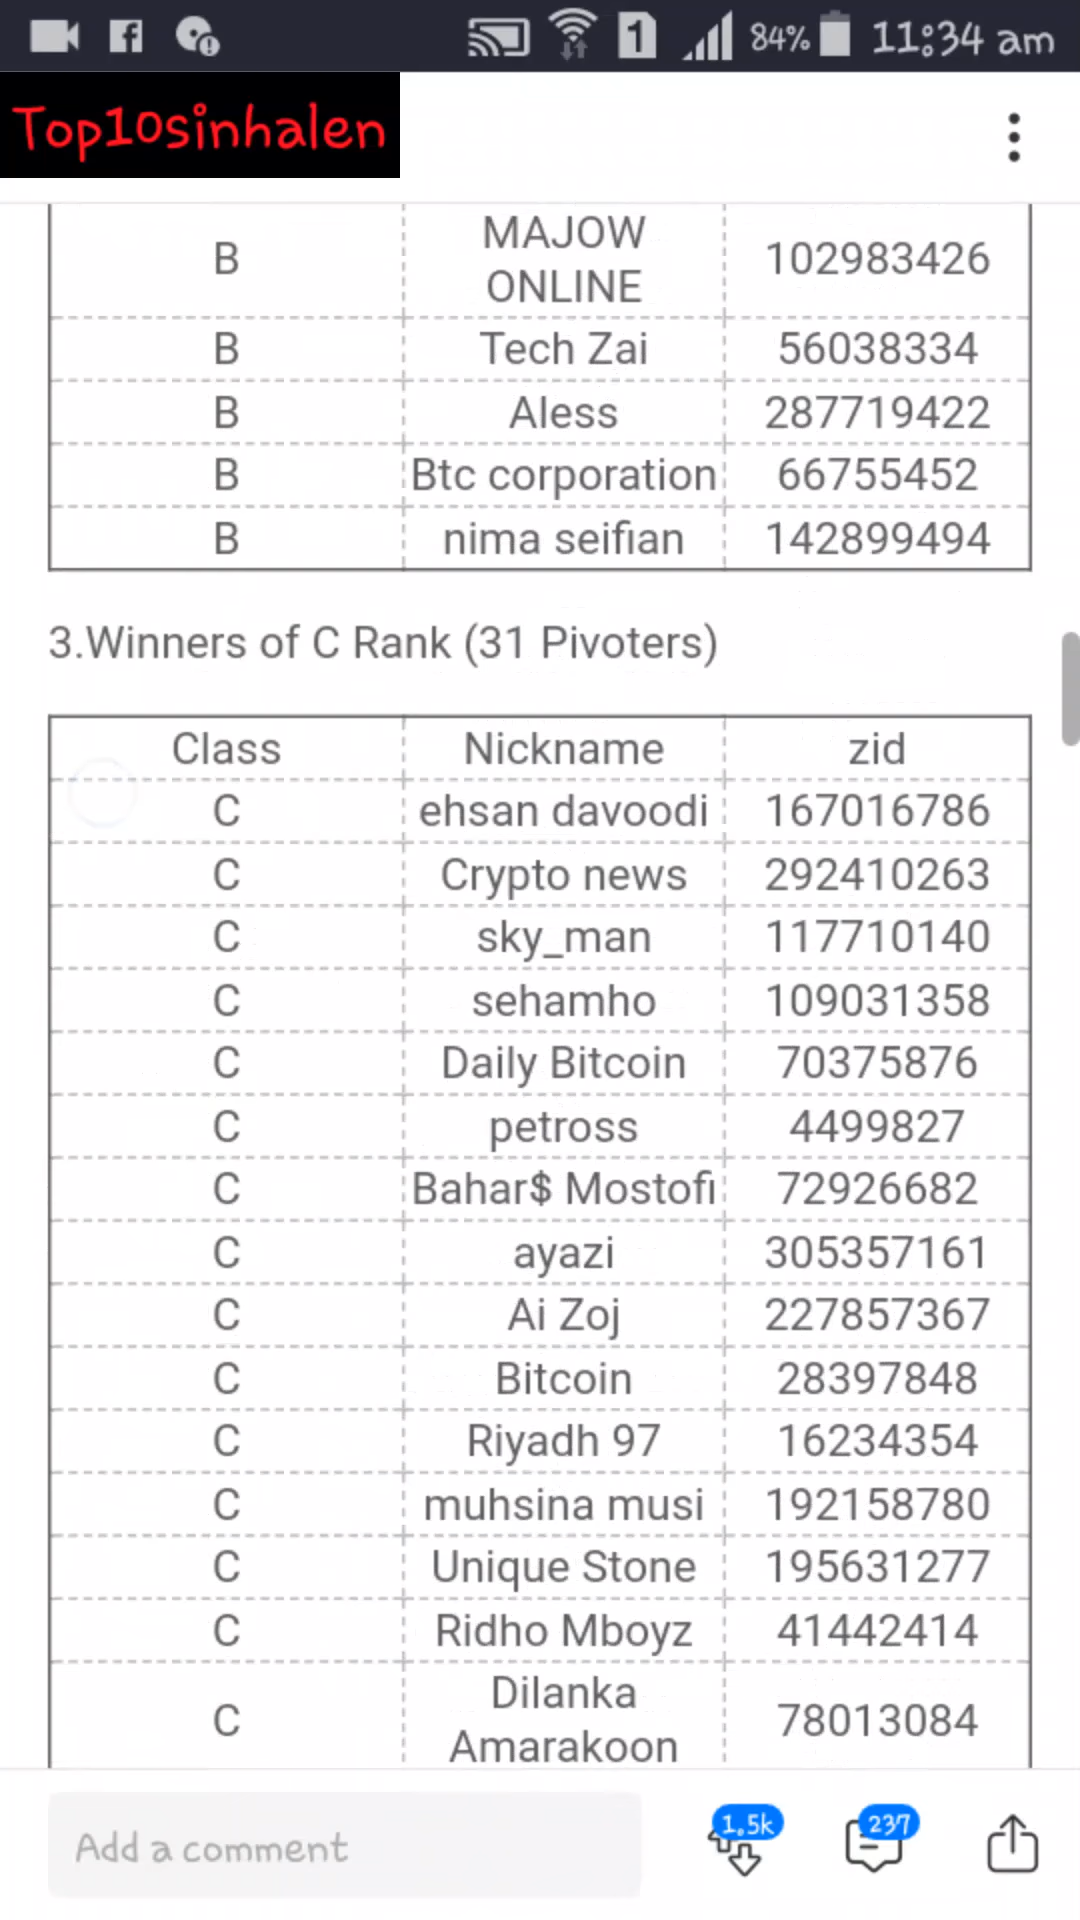 1 84% 11:34 am
Top10sinhalen
B MAJOW ONLINE 102983426
B Tech Zai 56038334
B Aless 287719422
B Btc corporation 66755452
B nima seifian 142899494
3.Winners of C Rank (31 Pivoters)
Class Nickname zid
C ehsan davoodi 167016786
C Crypto news 292410263
C sky_man 117710140
C sehamho 109031358
C Daily Bitcoin 70375876
C petross 4499827
C Bahar$ Mostofi 72926682
C ayazi 305357161
C Ai Zoj 227857367
C Bitcoin 28397848
C Riyadh 97 16234354
C muhsina musi 192158780
C Unique Stone 195631277
C Ridho Mboyz 41442414
C Dilanka Amarakoon 78013084
Add a comment 1.5k 237